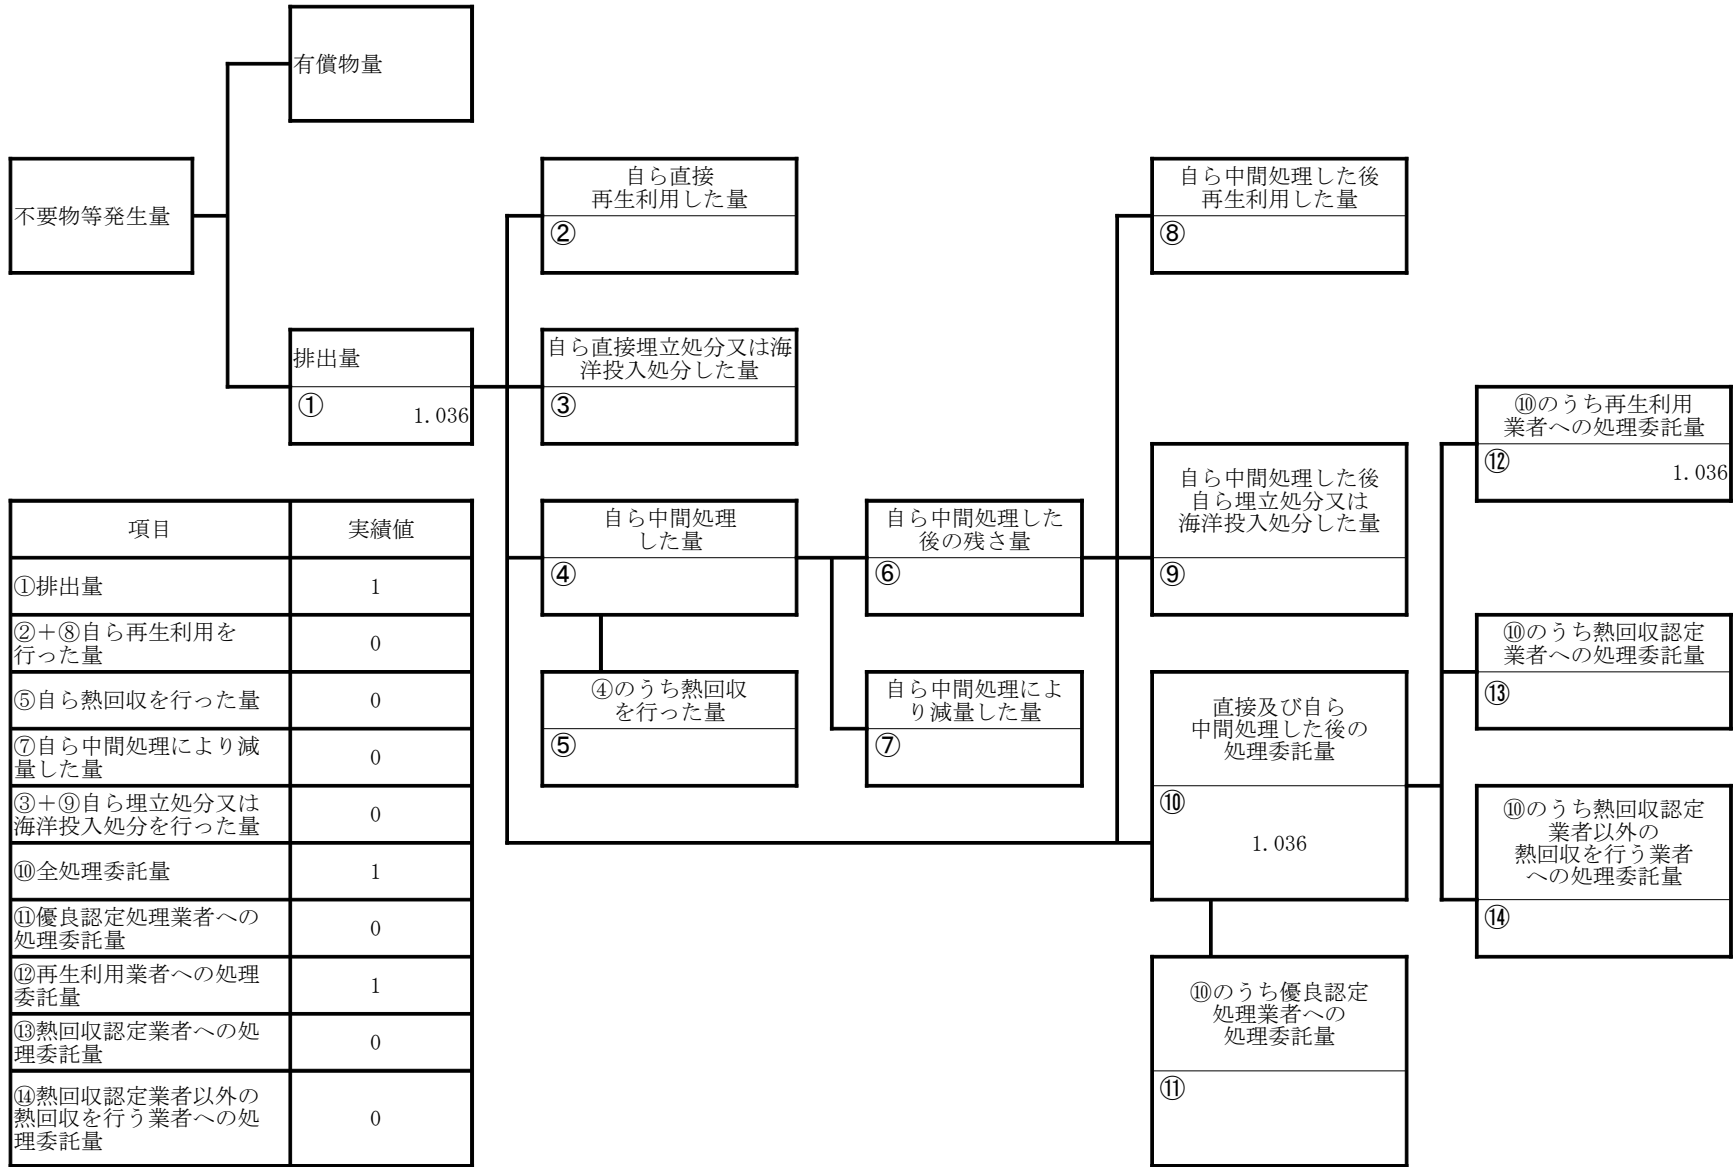 有償物量
不要物等発生量
自ら直接
再生利用した量
②
自ら中間処理した後
再生利用した量
⑧
排出量
①
1.036
自ら直接埋立処分又は海
洋投入処分した量
③
⑩のうち再生利用
業者への処理委託量
⑫
1.036
自ら中間処理
した量
④
自ら中間処理した
後の残さ量
⑥
自ら中間処理した後
自ら埋立処分又は
海洋投入処分した量
⑨
⑩のうち熱回収認定
業者への処理委託量
⑬
④のうち熱回収
を行った量
⑤
自ら中間処理によ
り減量した量
⑦
直接及び自ら
中間処理した後の
処理委託量
⑩
1.036
⑩のうち熱回収認定
業者以外の
熱回収を行う業者
への処理委託量
⑭
⑩のうち優良認定
処理業者への
処理委託量
⑪
項目 実績値
①排出量 1
②+⑧自ら再生利用を
行った量 0
⑤自ら熱回収を行った量 0
⑦自ら中間処理により減
量した量 0
③+⑨自ら埋立処分又は
海洋投入処分を行った量 0
⑩全処理委託量 1
⑪優良認定処理業者への
処理委託量 0
⑫再生利用業者への処理
委託量 1
⑬熱回収認定業者への処
理委託量 0
⑭熱回収認定業者以外の
熱回収を行う業者への処
理委託量 0